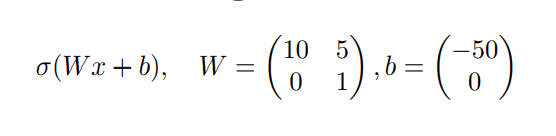 σ(Wx + b), W = (10 5; 0 1), b = (−50; 0)